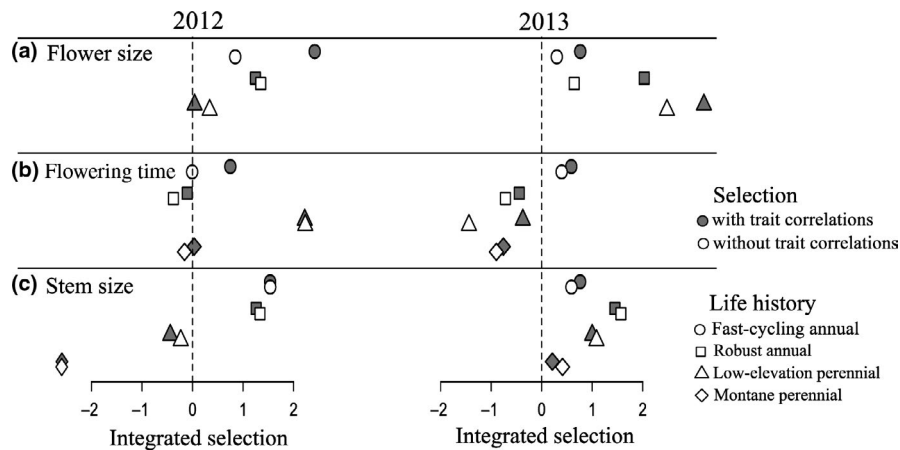 2012 2013
(a) Flower size
(b) Flowering time
(c) Stem size
Selection
with trait correlations
without trait correlations
Life history
Fast-cycling annual
Robust annual
Low-elevation perennial
Montane perennial
−2 −1 0 1 2 −2 −1 0 1 2
Integrated selection Integrated selection